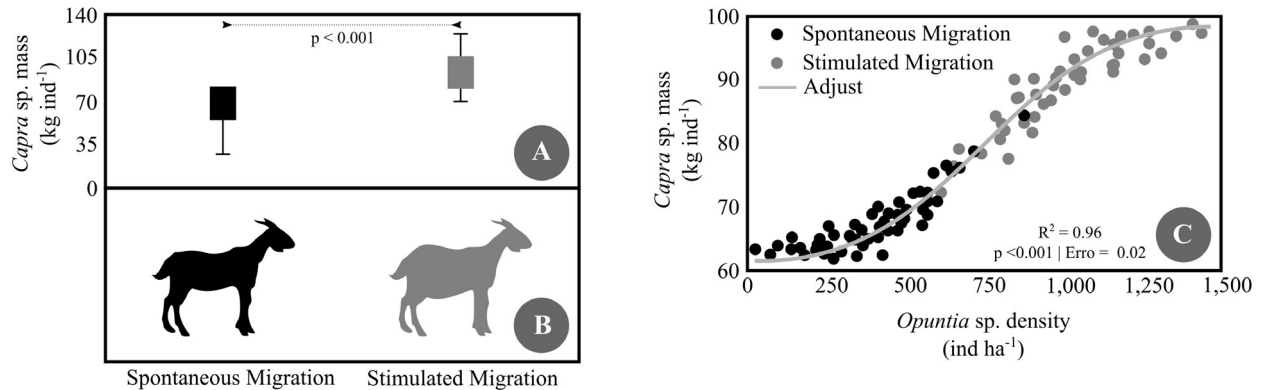 140
105
70
35
0
Capra sp. mass
(kg ind-1)
p < 0.001
A
B
Spontaneous Migration
Stimulated Migration
100
90
80
70
60
Capra sp. mass
(kg ind-1)
Spontaneous Migration
Stimulated Migration
Adjust
R2 = 0.96
p <0.001 | Erro = 0.02
C
0
250
500
750
1,000
1,250
1,500
Opuntia sp. density
(ind ha-1)